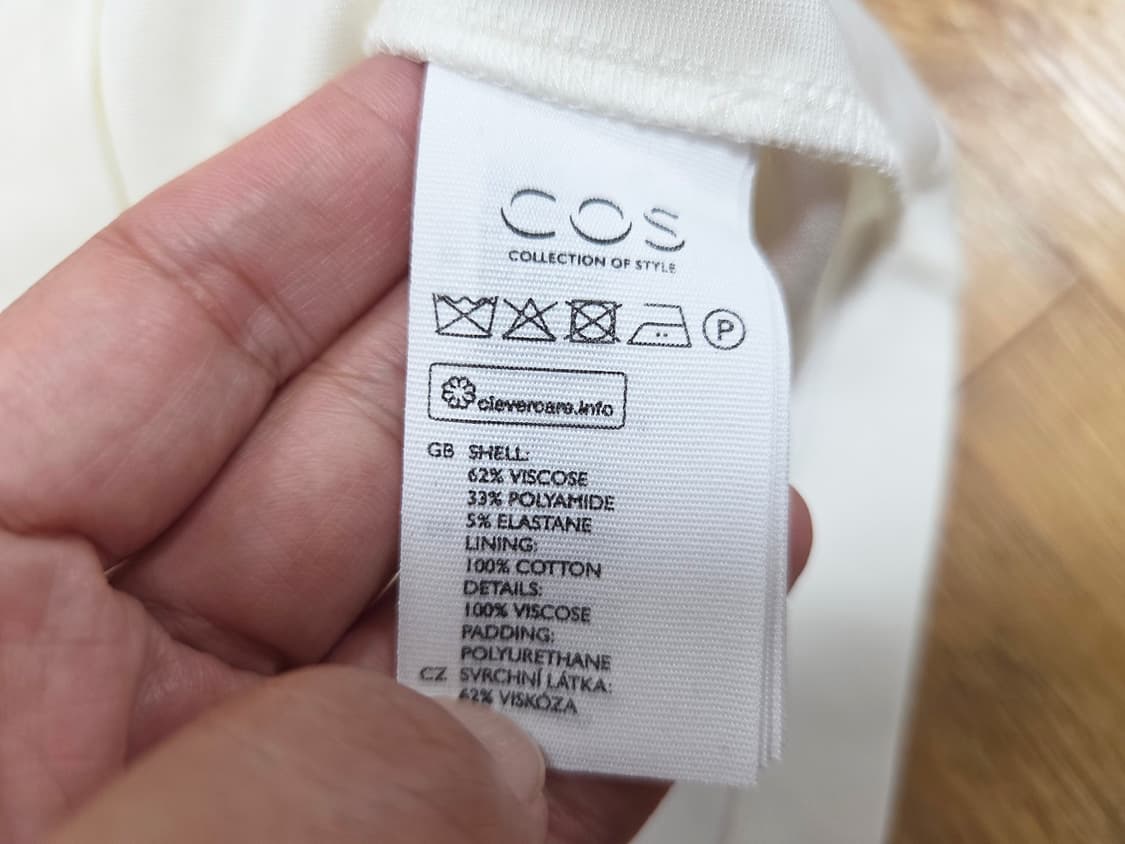 COS
COLLECTION OF STYLE
P
clevercare.info
GB SHELL:
62% VISCOSE
33% POLYAMIDE
5% ELASTANE
LINING:
100% COTTON
DETAILS:
100% VISCOSE
PADDING:
POLYURETHANE
CZ SVRCHNÍ LÁTKA:
62% VISKÓZA